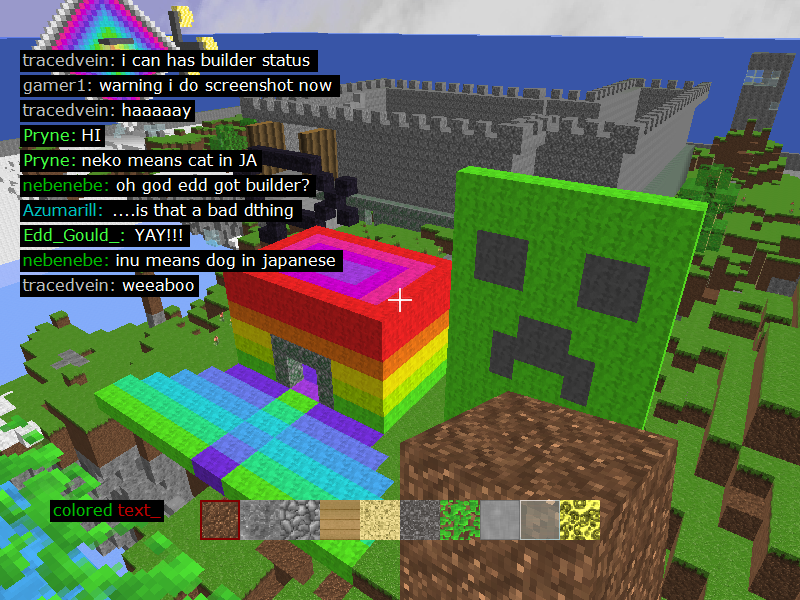 tracedvein: i can has builder status
gamer1: warning i do screenshot now
tracedvein: haaaaay
Pryne: HI
Pryne: neko means cat in JA
nebenebe: oh god edd got builder?
Azumarill: ....is that a bad dthing
Edd_Gould_: YAY!!!
nebenebe: inu means dog in japanese
tracedvein: weeaboo
colored text_